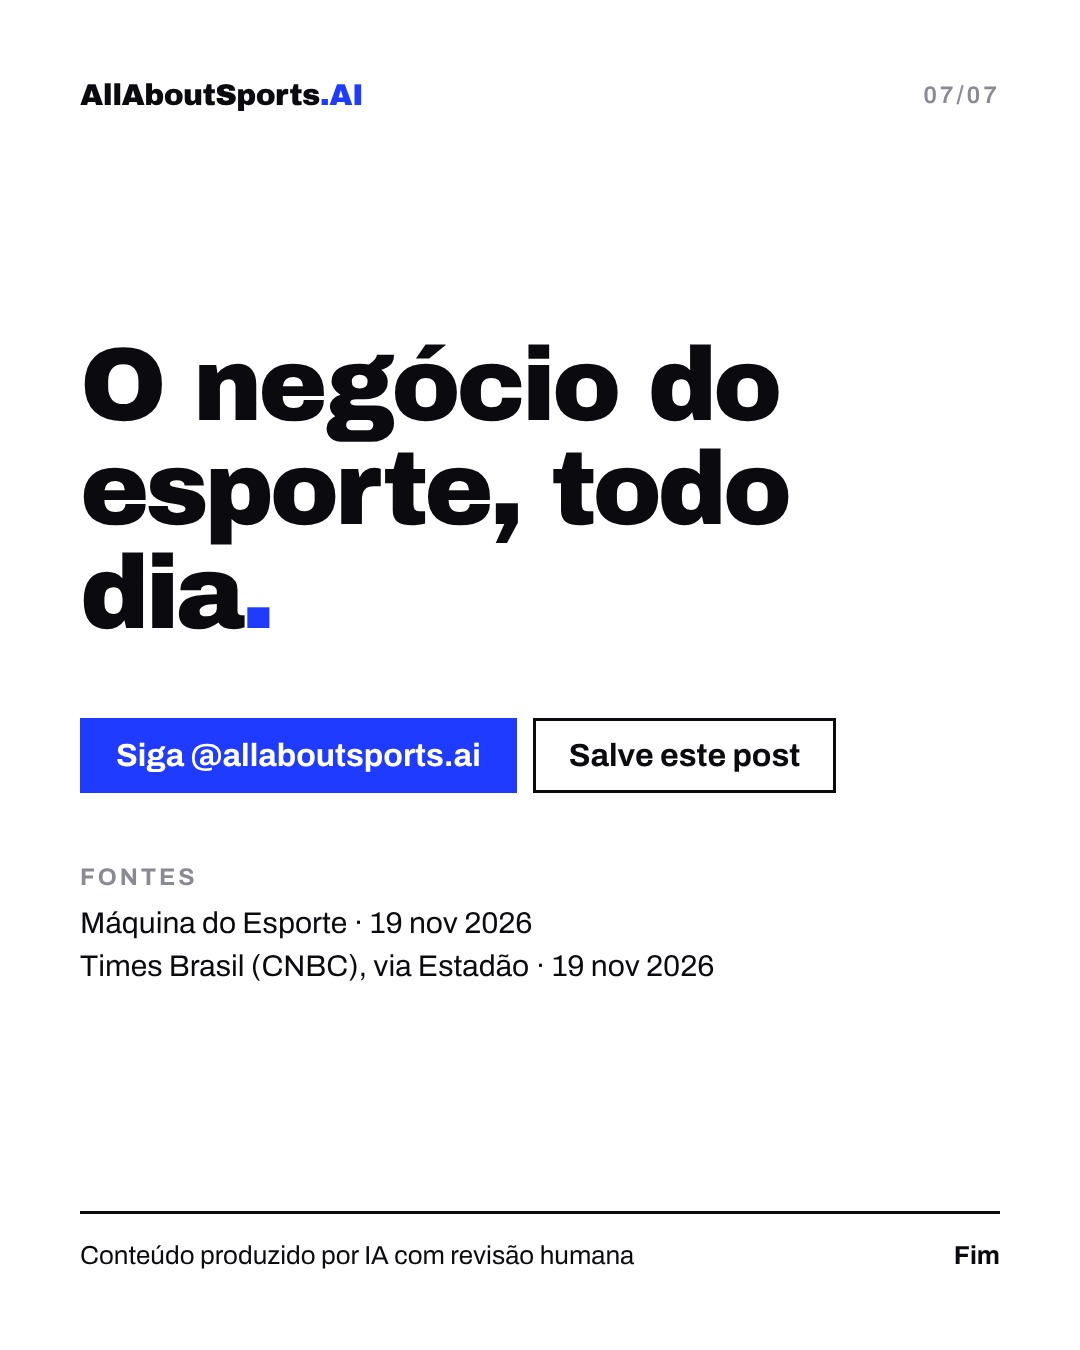 AllAboutSports.AI
07/07
O negócio do
esporte, todo
dia.
Siga @allaboutsports.ai
Salve este post
FONTES
Máquina do Esporte · 19 nov 2026
Times Brasil (CNBC), via Estadão · 19 nov 2026
Conteúdo produzido por IA com revisão humana
Fim